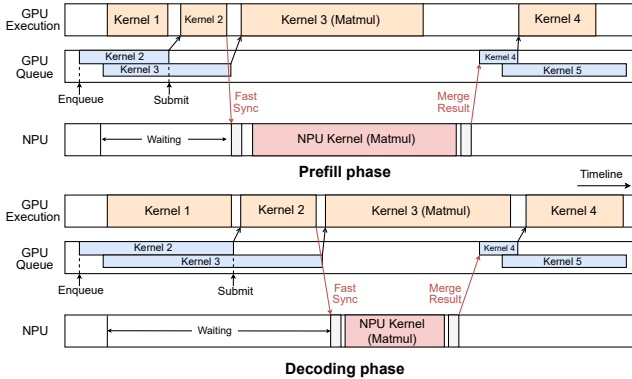 GPU
Execution
Kernel 1
Kernel 2
Kernel 3 (Matmul)
Kernel 4
GPU
Queue
Kernel 2
Kernel 3
Kernel 4
Kernel 5
Enqueue
Submit
Fast
Sync
Merge
Result
NPU
Waiting
NPU Kernel (Matmul)
Prefill phase
Timeline
GPU
Execution
Kernel 1
Kernel 2
Kernel 3 (Matmul)
Kernel 4
GPU
Queue
Kernel 2
Kernel 3
Kernel 4
Kernel 5
Enqueue
Submit
Fast
Sync
Merge
Result
NPU
Waiting
NPU Kernel
(Matmul)
Decoding phase